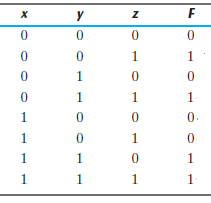 x y z F
0 0 0 0
0 0 1 1
0 1 0 0
0 1 1 1
1 0 0 0
1 0 1 0
1 1 0 1
1 1 1 1